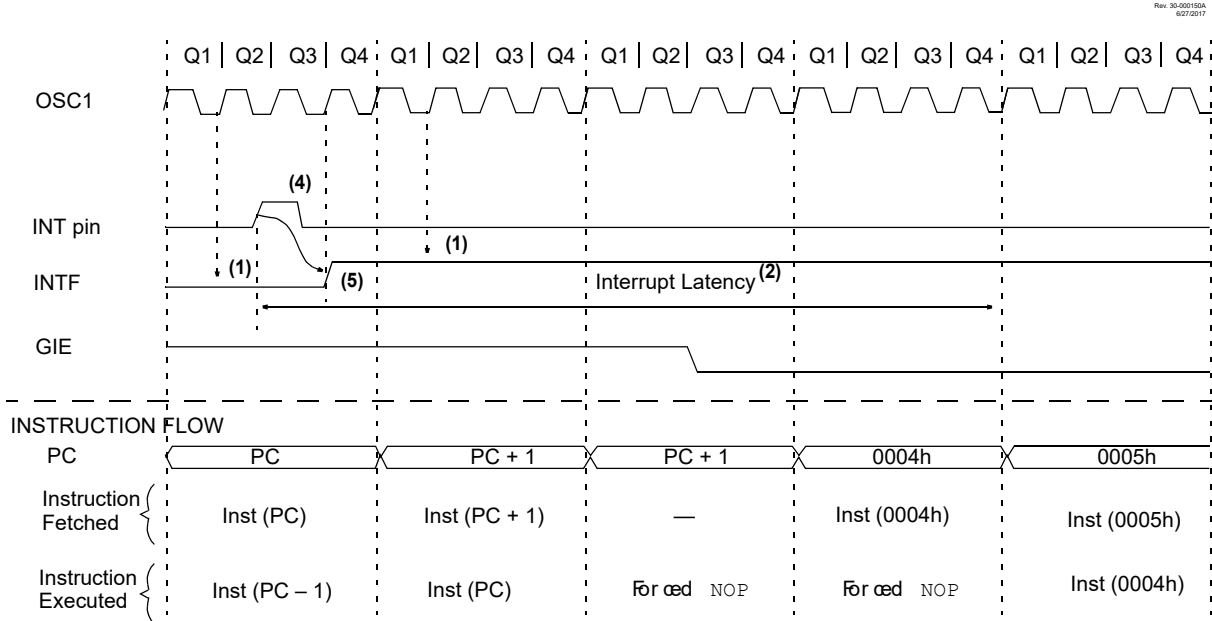 Rev. 30-000150A
6/27/2017
Q1 Q2 Q3 Q4 Q1 Q2 Q3 Q4 Q1 Q2 Q3 Q4 Q1 Q2 Q3 Q4 Q1 Q2 Q3 Q4
OSC1
(4)
INT pin
(1)
(1)
INTF
(5)
Interrupt Latency (2)
GIE
INSTRUCTION FLOW
PC PC PC + 1 PC + 1 0004h 0005h
Instruction
Fetched
Inst (PC) Inst (PC + 1) — Inst (0004h) Inst (0005h)
Instruction
Executed
Inst (PC – 1) Inst (PC) Forced NOP Forced NOP Inst (0004h)